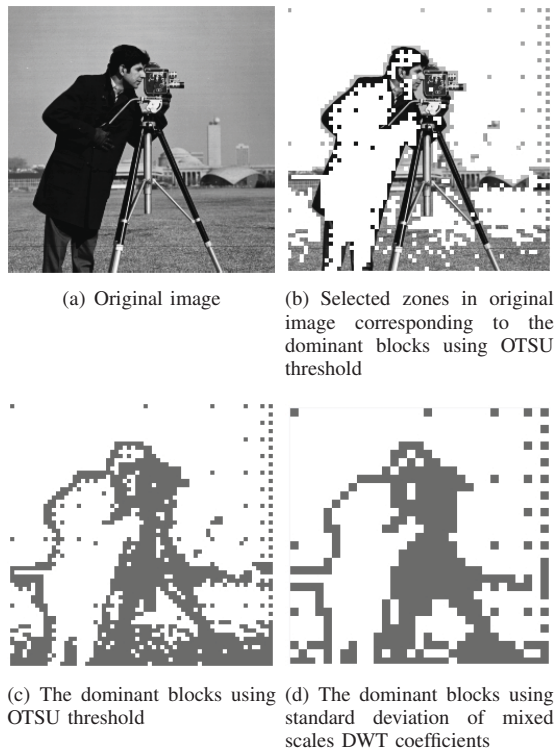 (a) Original image
(b) Selected zones in original
image corresponding to the
dominant blocks using OTSU
threshold
(c) The dominant blocks using
OTSU threshold
(d) The dominant blocks using
standard deviation of mixed
scales DWT coefficients